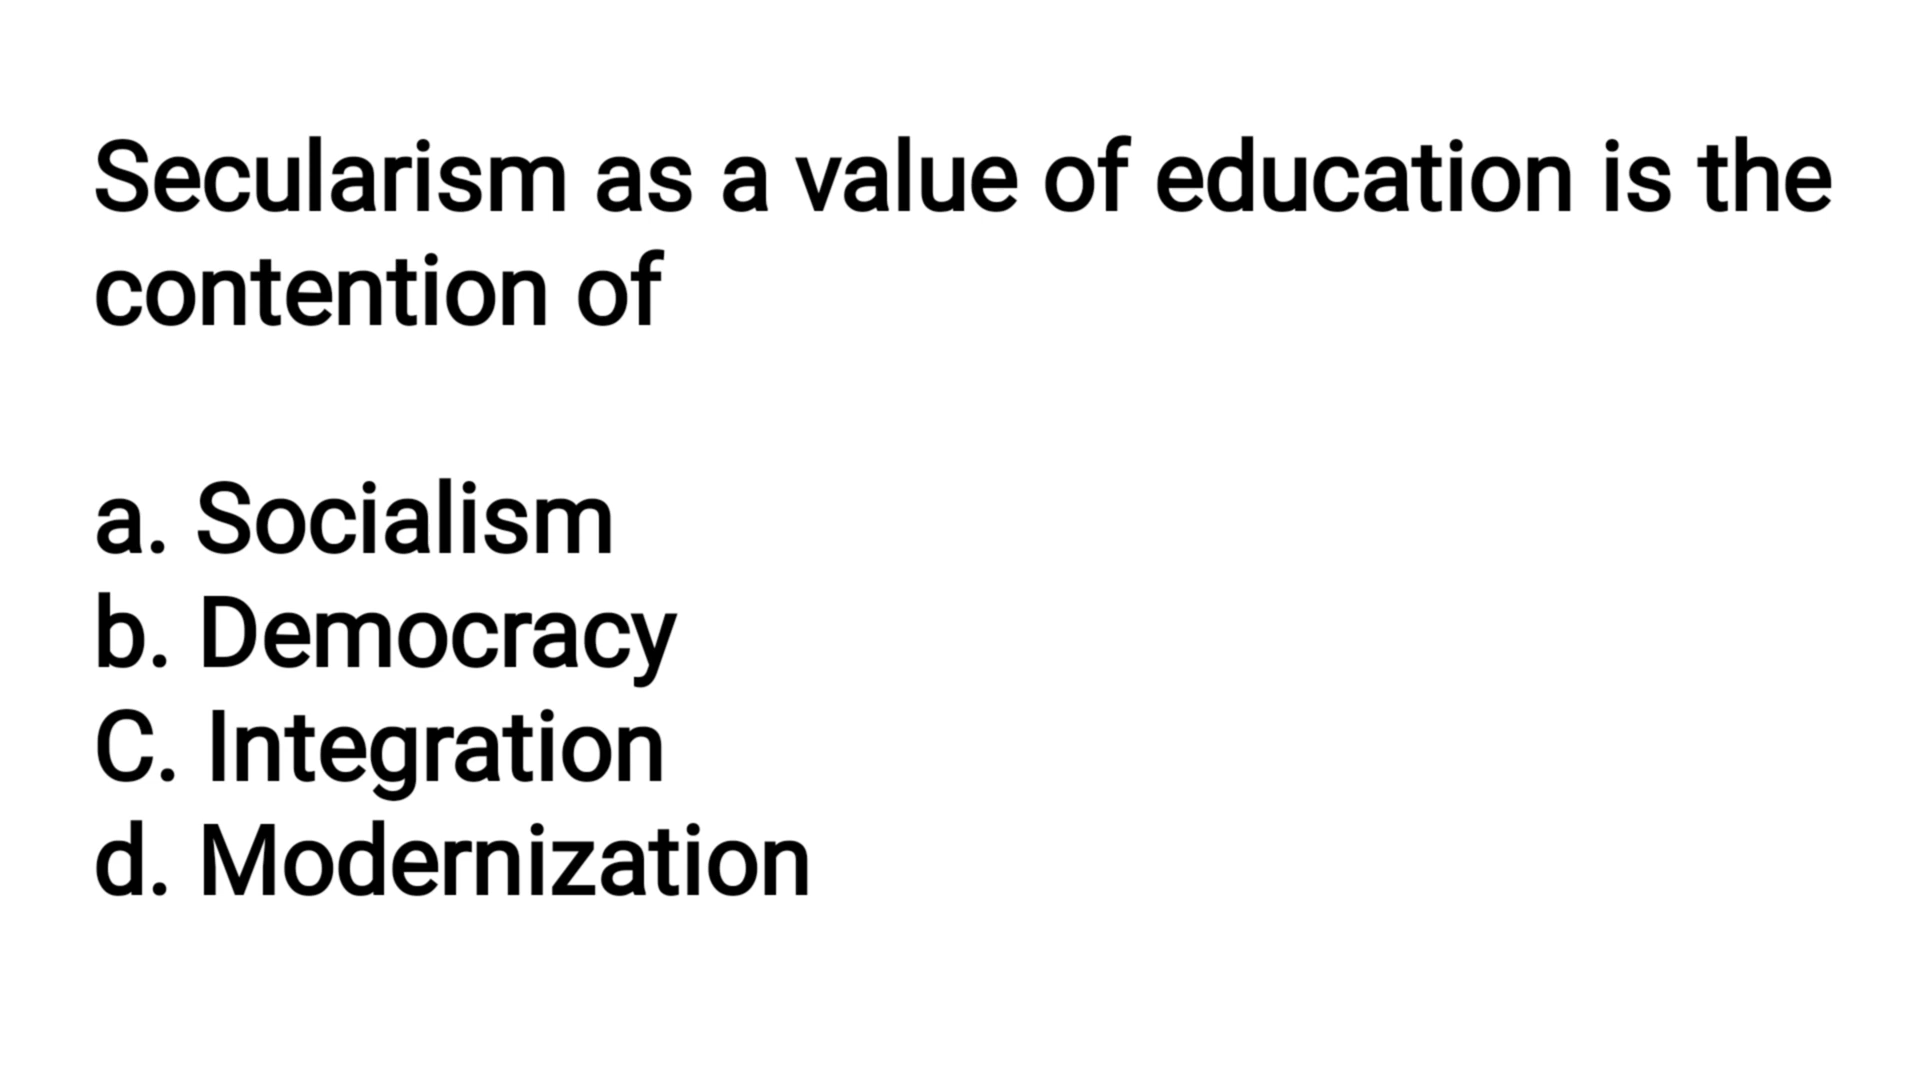 Secularism as a value of education is the
contention of
a. Socialism
b. Democracy
C. Integration
d. Modernization